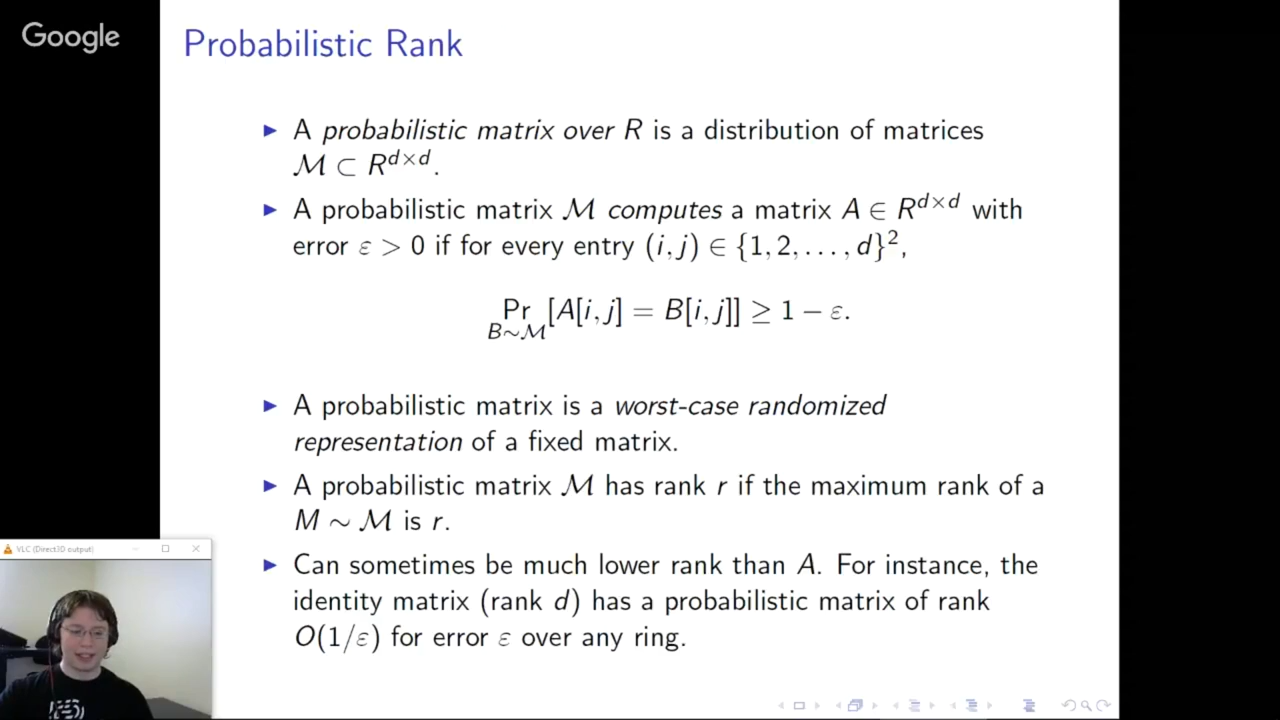 Google
Probabilistic Rank
► A probabilistic matrix over R is a distribution of matrices
ℳ ⊂ R^{d×d}.
► A probabilistic matrix ℳ computes a matrix A ∈ R^{d×d} with
error ε > 0 if for every entry (i, j) ∈ {1, 2, . . . , d}²,
Pr_{B∼ℳ}[A[i, j] = B[i, j]] ≥ 1 − ε.
► A probabilistic matrix is a worst-case randomized
representation of a fixed matrix.
► A probabilistic matrix ℳ has rank r if the maximum rank of a
M ∼ ℳ is r.
► Can sometimes be much lower rank than A. For instance, the
identity matrix (rank d) has a probabilistic matrix of rank
O(1/ε) for error ε over any ring.
VLC (Direct3D output)